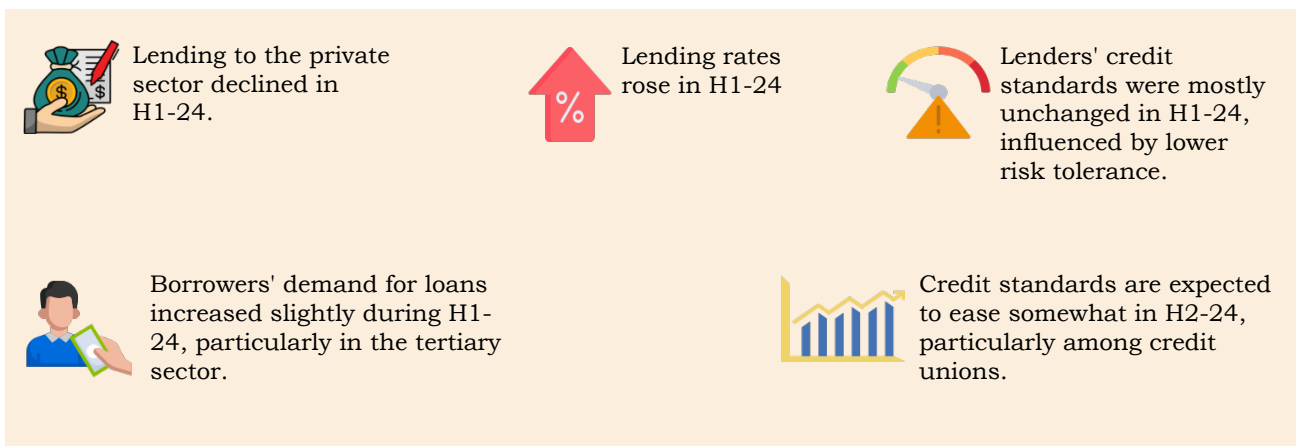 Lending to the private
sector declined in
H1-24.
%
Lending rates
rose in H1-24
Lenders' credit
standards were mostly
unchanged in H1-24,
influenced by lower
risk tolerance.
Borrowers' demand for loans
increased slightly during H1-
24, particularly in the tertiary
sector.
Credit standards are expected
to ease somewhat in H2-24,
particularly among credit
unions.